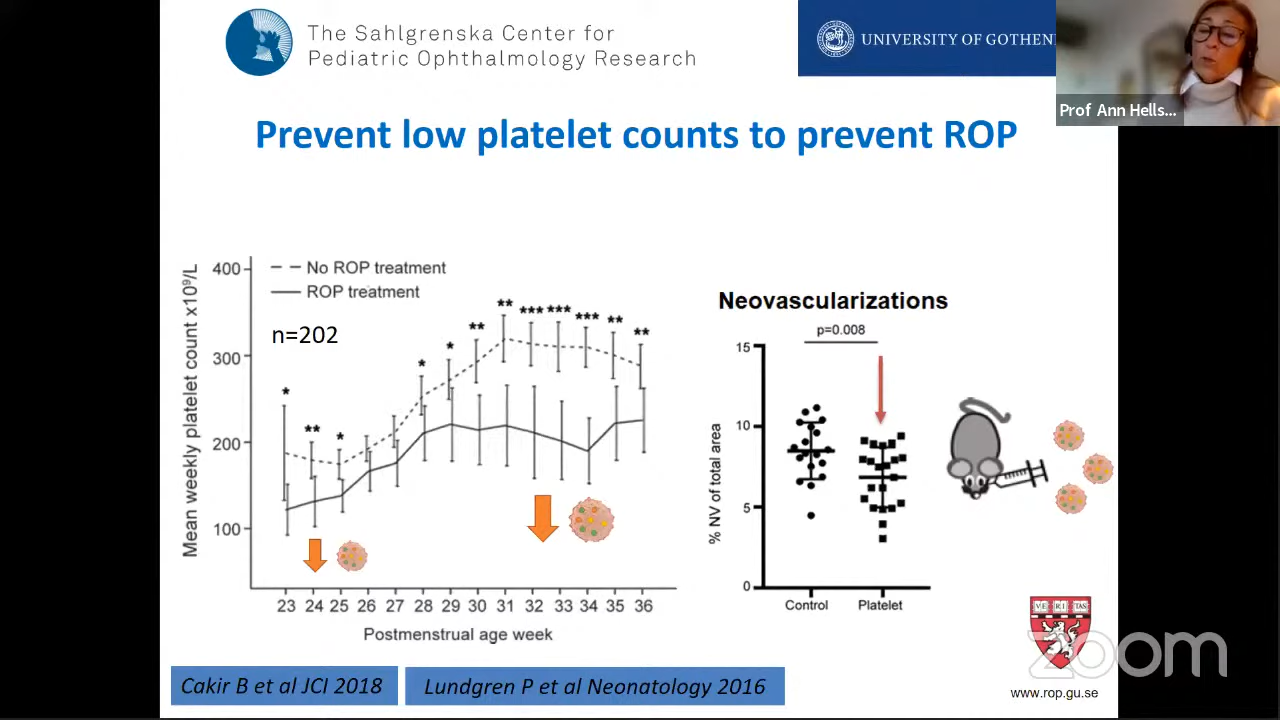 The Sahlgrenska Center for
Pediatric Ophthalmology Research
UNIVERSITY OF GOTHEN
Prof Ann Hells...
Prevent low platelet counts to prevent ROP
Mean weekly platelet count x10⁹/L
400
300
200
100
No ROP treatment
ROP treatment
n=202
*
**
*
*
*
**
**
***
***
***
**
**
23 24 25 26 27 28 29 30 31 32 33 34 35 36
Postmenstrual age week
Neovascularizations
p=0.008
% NV of total area
15
10
5
0
Control Platelet
VE RI TAS
zoom
www.rop.gu.se
Cakir B et al JCI 2018
Lundgren P et al Neonatology 2016